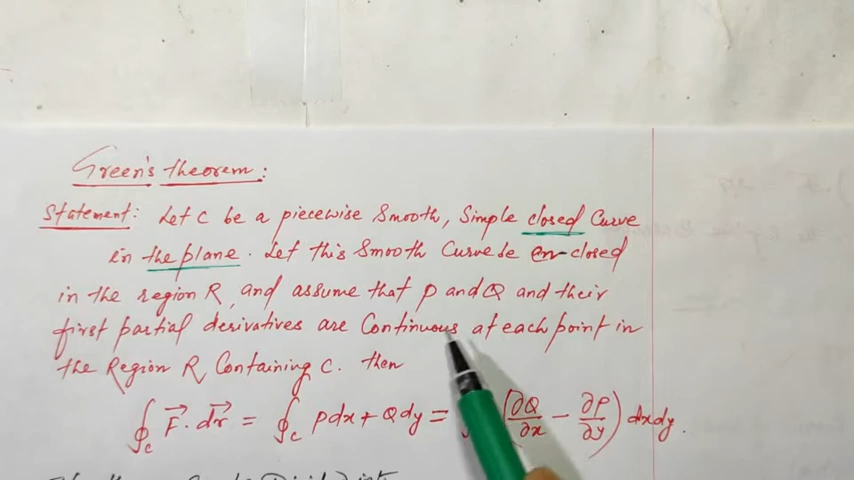 Green's theorem:
Statement: Let C be a piecewise Smooth, Simple closed Curve
in the plane. Let this Smooth Curve be en-closed
in the region R, and assume that P and Q and their
first partial derivatives are Continuous at each point in
the Region R, Containing C. then
∮_C F⃗ . dr⃗ = ∮_C Pdx + Qdy = (∂Q/∂x − ∂P/∂y) dxdy.